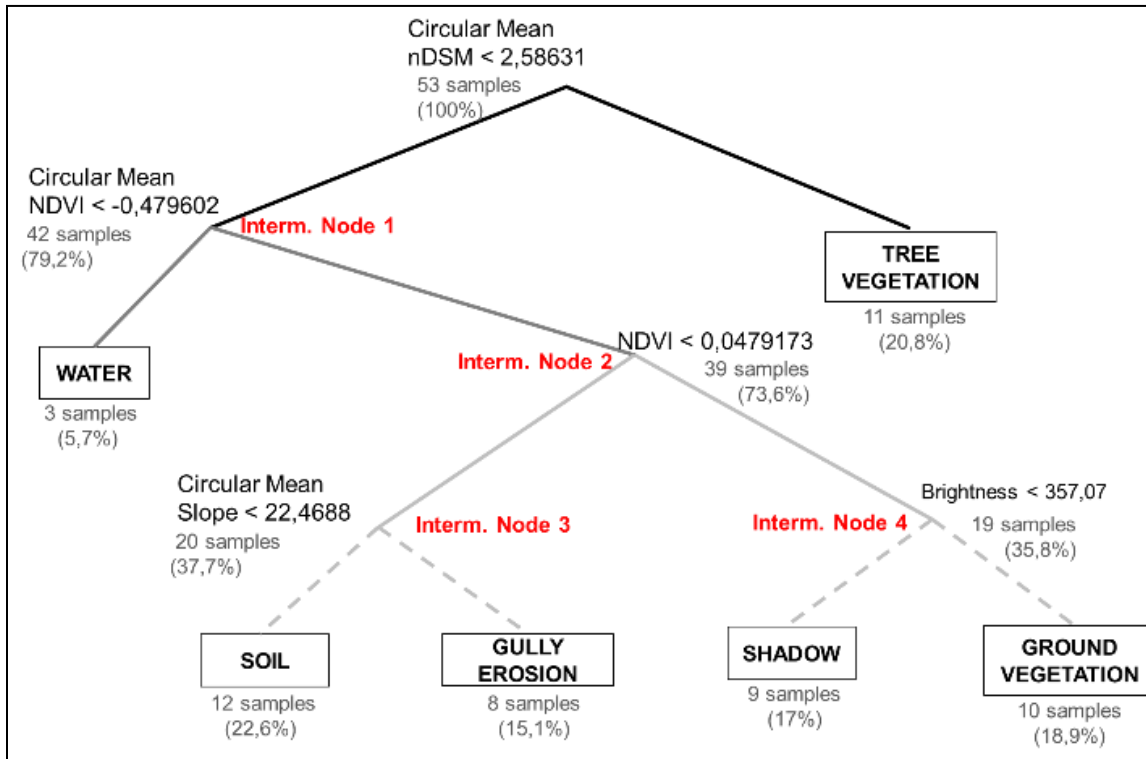 Circular Mean
nDSM < 2,58631
53 samples
(100%)
Circular Mean
NDVI < -0,479602
42 samples
(79,2%)
Interm. Node 1
TREE
VEGETATION
11 samples
(20,8%)
WATER
3 samples
(5,7%)
Interm. Node 2
NDVI < 0,0479173
39 samples
(73,6%)
Circular Mean
Slope < 22,4688
20 samples
(37,7%)
Interm. Node 3
Interm. Node 4
Brightness < 357,07
19 samples
(35,8%)
SOIL
12 samples
(22,6%)
GULLY
EROSION
8 samples
(15,1%)
SHADOW
9 samples
(17%)
GROUND
VEGETATION
10 samples
(18,9%)